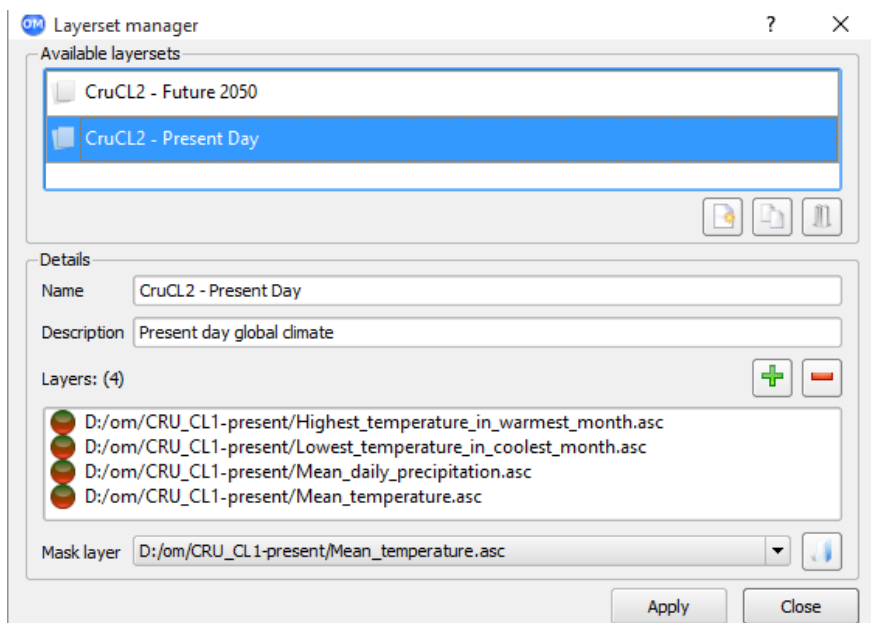 OM Layerset manager ?
Available layersets
CruCL2 - Future 2050
CruCL2 - Present Day
Details
Name CruCL2 - Present Day
Description Present day global climate
Layers: (4)
D:/om/CRU_CL1-present/Highest_temperature_in_warmest_month.asc
D:/om/CRU_CL1-present/Lowest_temperature_in_coolest_month.asc
D:/om/CRU_CL1-present/Mean_daily_precipitation.asc
D:/om/CRU_CL1-present/Mean_temperature.asc
Mask layer D:/om/CRU_CL1-present/Mean_temperature.asc
Apply Close